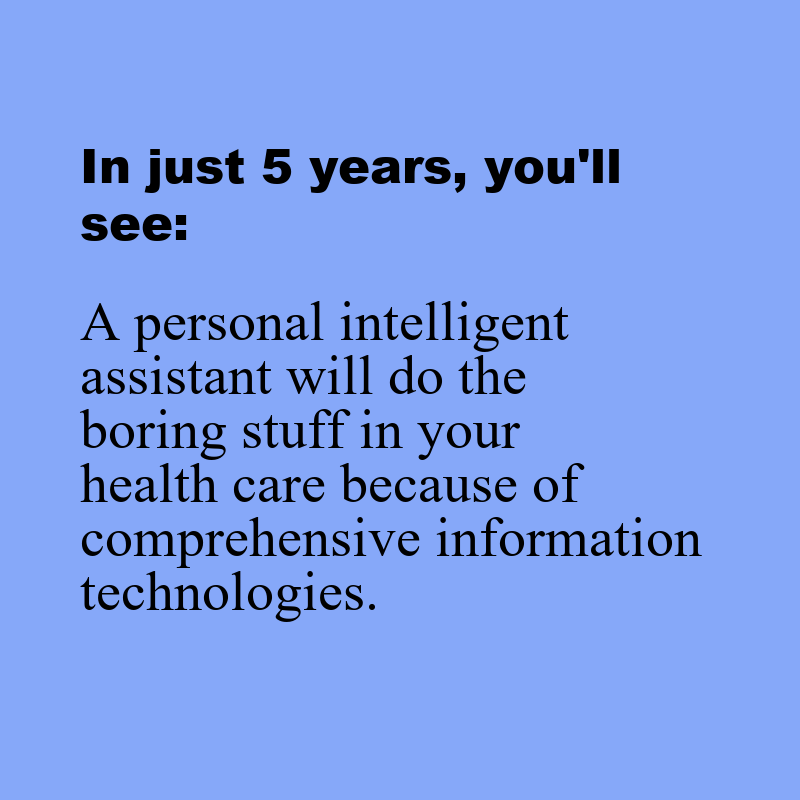 In just 5 years, you'll
see:
A personal intelligent
assistant will do the
boring stuff in your
health care because of
comprehensive information
technologies.